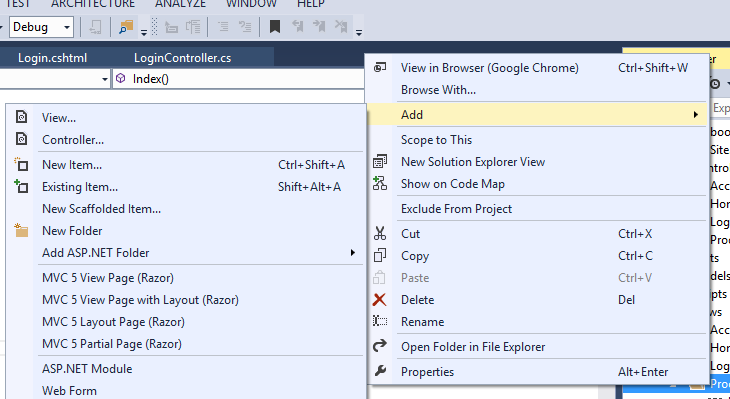 TEST ARCHITECTURE ANALYZE WINDOW HELP
Debug
Login.cshtml LoginController.cs
Index()
View in Browser (Google Chrome) Ctrl+Shift+W
Browse With...
Add
Scope to This
New Solution Explorer View
Show on Code Map
Exclude From Project
Cut Ctrl+X
Copy Ctrl+C
Paste Ctrl+V
Delete Del
Rename
Open Folder in File Explorer
Properties Alt+Enter
View...
Controller...
New Item... Ctrl+Shift+A
Existing Item... Shift+Alt+A
New Scaffolded Item...
New Folder
Add ASP.NET Folder
MVC 5 View Page (Razor)
MVC 5 View Page with Layout (Razor)
MVC 5 Layout Page (Razor)
MVC 5 Partial Page (Razor)
ASP.NET Module
Web Form